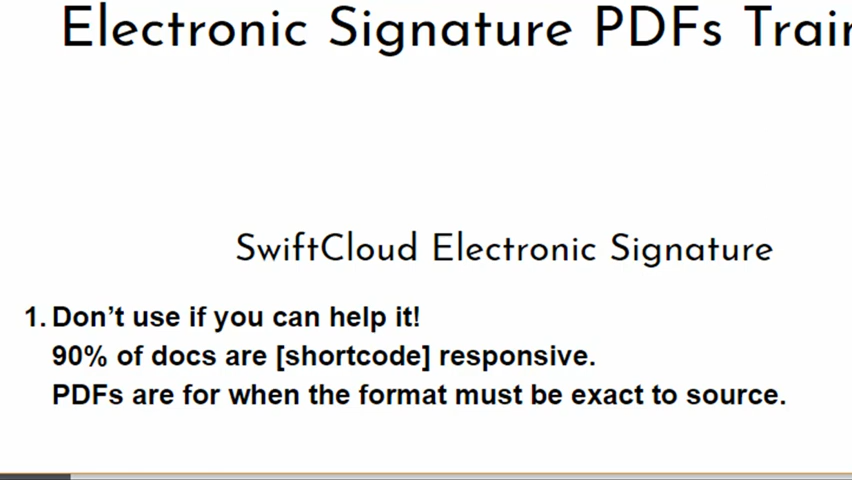 Electronic Signature PDFs
SwiftCloud Electronic Signature
1. Don’t use if you can help it!
90% of docs are [shortcode] responsive.
PDFs are for when the format must be exact to source.